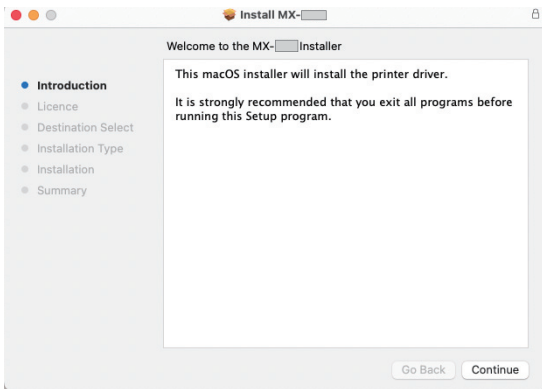 Install MX-
Welcome to the MX- Installer
Introduction
Licence
Destination Select
Installation Type
Installation
Summary
This macOS installer will install the printer driver.
It is strongly recommended that you exit all programs before
running this Setup program.
Go Back
Continue